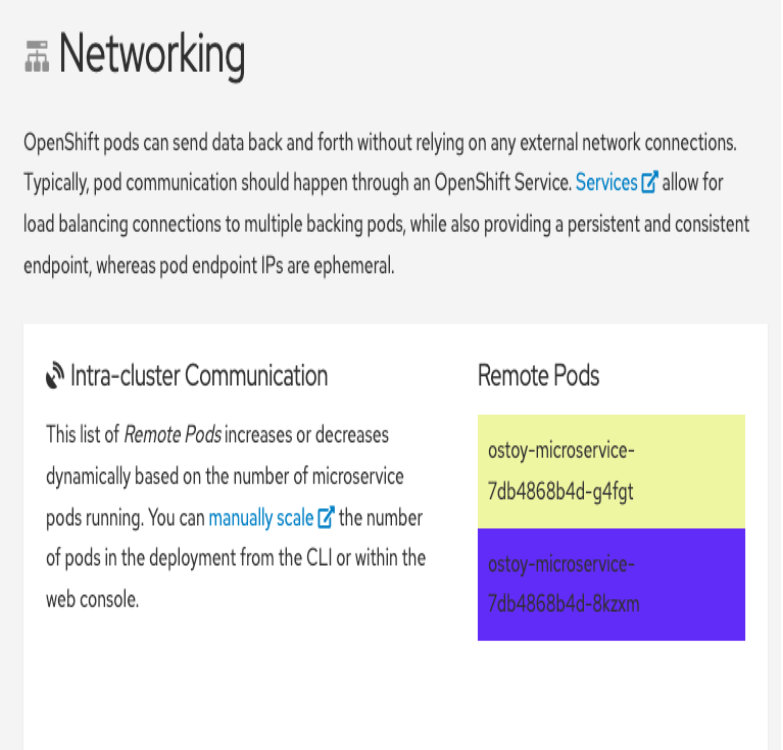 Networking
OpenShift pods can send data back and forth without relying on any external network connections.
Typically, pod communication should happen through an OpenShift Service. Services allow for
load balancing connections to multiple backing pods, while also providing a persistent and consistent
endpoint, whereas pod endpoint IPs are ephemeral.
Intra-cluster Communication
This list of Remote Pods increases or decreases
dynamically based on the number of microservice
pods running. You can manually scale the number
of pods in the deployment from the CLI or within the
web console.
Remote Pods
ostoy-microservice-
7db4868b4d-g4fgt
ostoy-microservice-
7db4868b4d-8kzxm